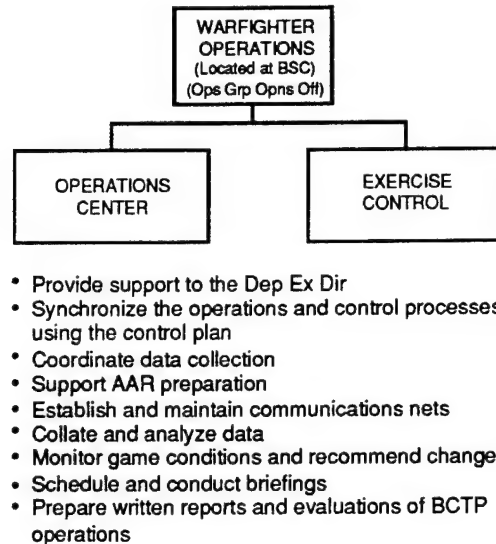 WARFIGHTER
OPERATIONS
(Located at BSC)
(Ops Grp Opns Off)
OPERATIONS
CENTER
EXERCISE
CONTROL
• Provide support to the Dep Ex Dir
• Synchronize the operations and control processes
using the control plan
• Coordinate data collection
• Support AAR preparation
• Establish and maintain communications nets
• Collate and analyze data
• Monitor game conditions and recommend change
• Schedule and conduct briefings
• Prepare written reports and evaluations of BCTP
operations